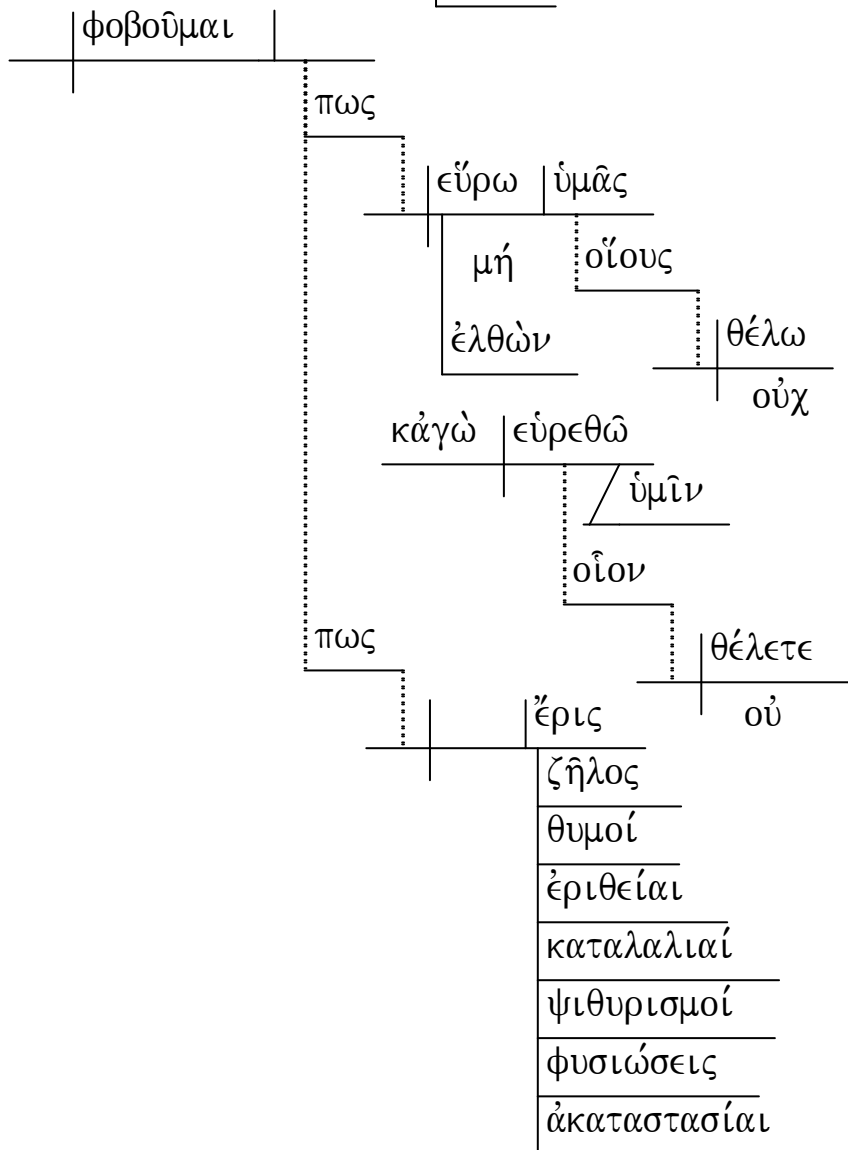 φοβοῦμαι
πως
εὕρω ὑμᾶς
μή οἵους
ἐλθὼν θέλω
οὐχ
κἀγὼ εὑρεθῶ
ὑμῖν
οἷον
πως θέλετε
ἔρις οὐ
ζῆλος
θυμοί
ἐριθείαι
καταλαλιαί
ψιθυρισμοί
φυσιώσεις
ἀκαταστασίαι